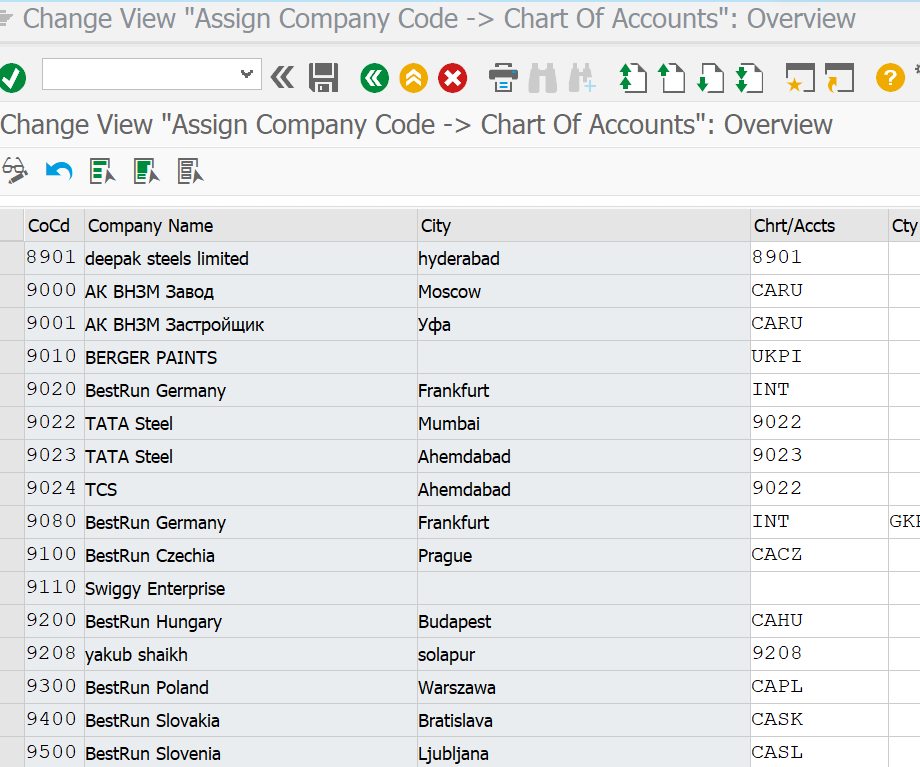 Change View "Assign Company Code -> Chart Of Accounts": Overview
Change View "Assign Company Code -> Chart Of Accounts": Overview
CoCd Company Name City Chrt/Accts Cty
8901 deepak steels limited hyderabad 8901
9000 АК ВНЗМ Завод Moscow CARU
9001 АК ВНЗМ Застройщик Уфа CARU
9010 BERGER PAINTS UKPI
9020 BestRun Germany Frankfurt INT
9022 TATA Steel Mumbai 9022
9023 TATA Steel Ahemdabad 9023
9024 TCS Ahemdabad 9022
9080 BestRun Germany Frankfurt INT
9100 BestRun Czechia Prague CACZ
9110 Swiggy Enterprise
9200 BestRun Hungary Budapest CAHU
9208 yakub shaikh solapur 9208
9300 BestRun Poland Warszawa CAPL
9400 BestRun Slovakia Bratislava CASK
9500 BestRun Slovenia Ljubljana CASL